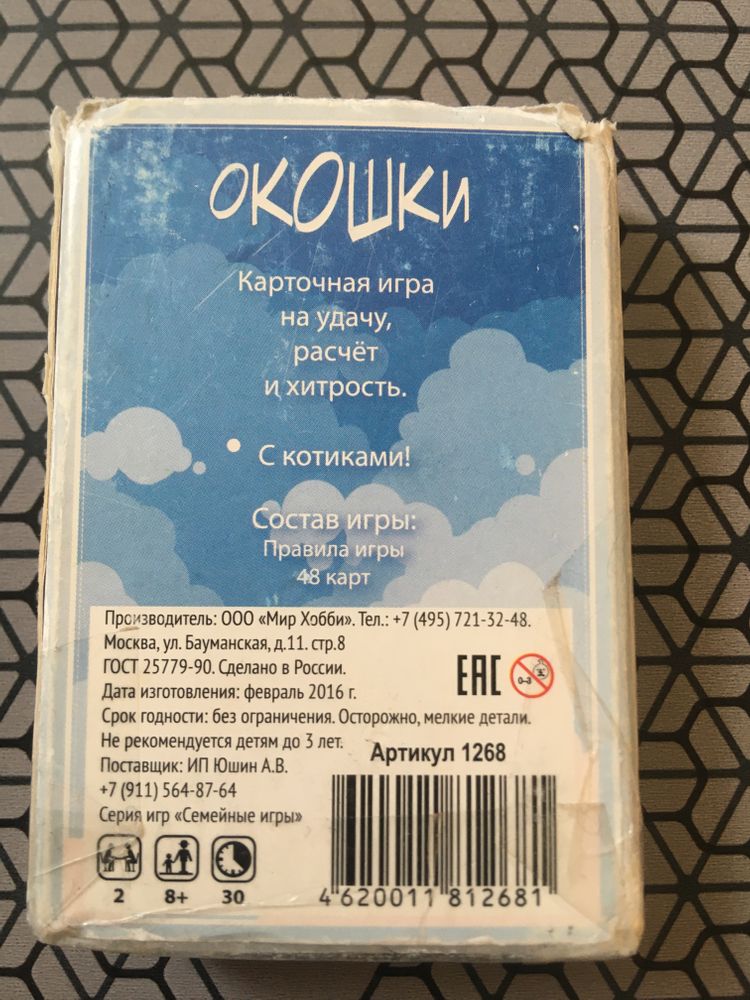 ОКОШКИ
Карточная игра
на удачу,
расчёт
и хитрость.
С котиками!
Состав игры:
Правила игры
48 карт
Производитель: ООО «Мир Хобби». Тел.: +7 (495) 721-32-48.
Москва, ул. Бауманская, д.11. стр.8
ГОСТ 25779-90. Сделано в России.
EAC
0-3
Дата изготовления: февраль 2016 г.
Срок годности: без ограничения. Осторожно, мелкие детали.
Не рекомендуется детям до 3 лет.
Артикул 1268
Поставщик: ИП Юшин А.В.
+7 (911) 564-87-64
Серия игр «Семейные игры»
2 8+ 30
4 620011 812681